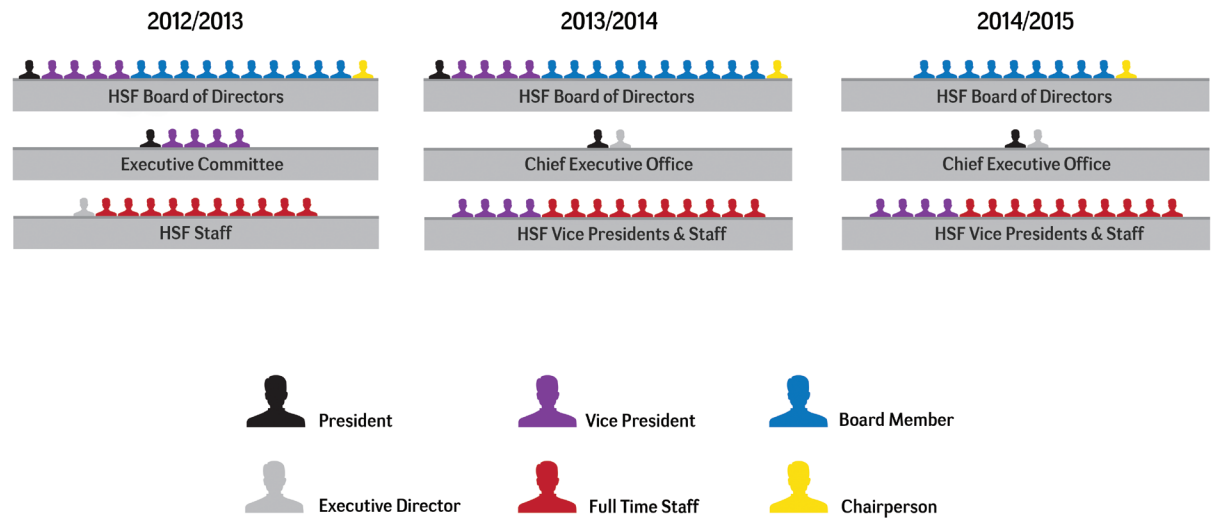 2012/2013
2013/2014
2014/2015
HSF Board of Directors
HSF Board of Directors
HSF Board of Directors
Executive Committee
Chief Executive Office
Chief Executive Office
HSF Staff
HSF Vice Presidents & Staff
HSF Vice Presidents & Staff
President
Vice President
Board Member
Executive Director
Full Time Staff
Chairperson